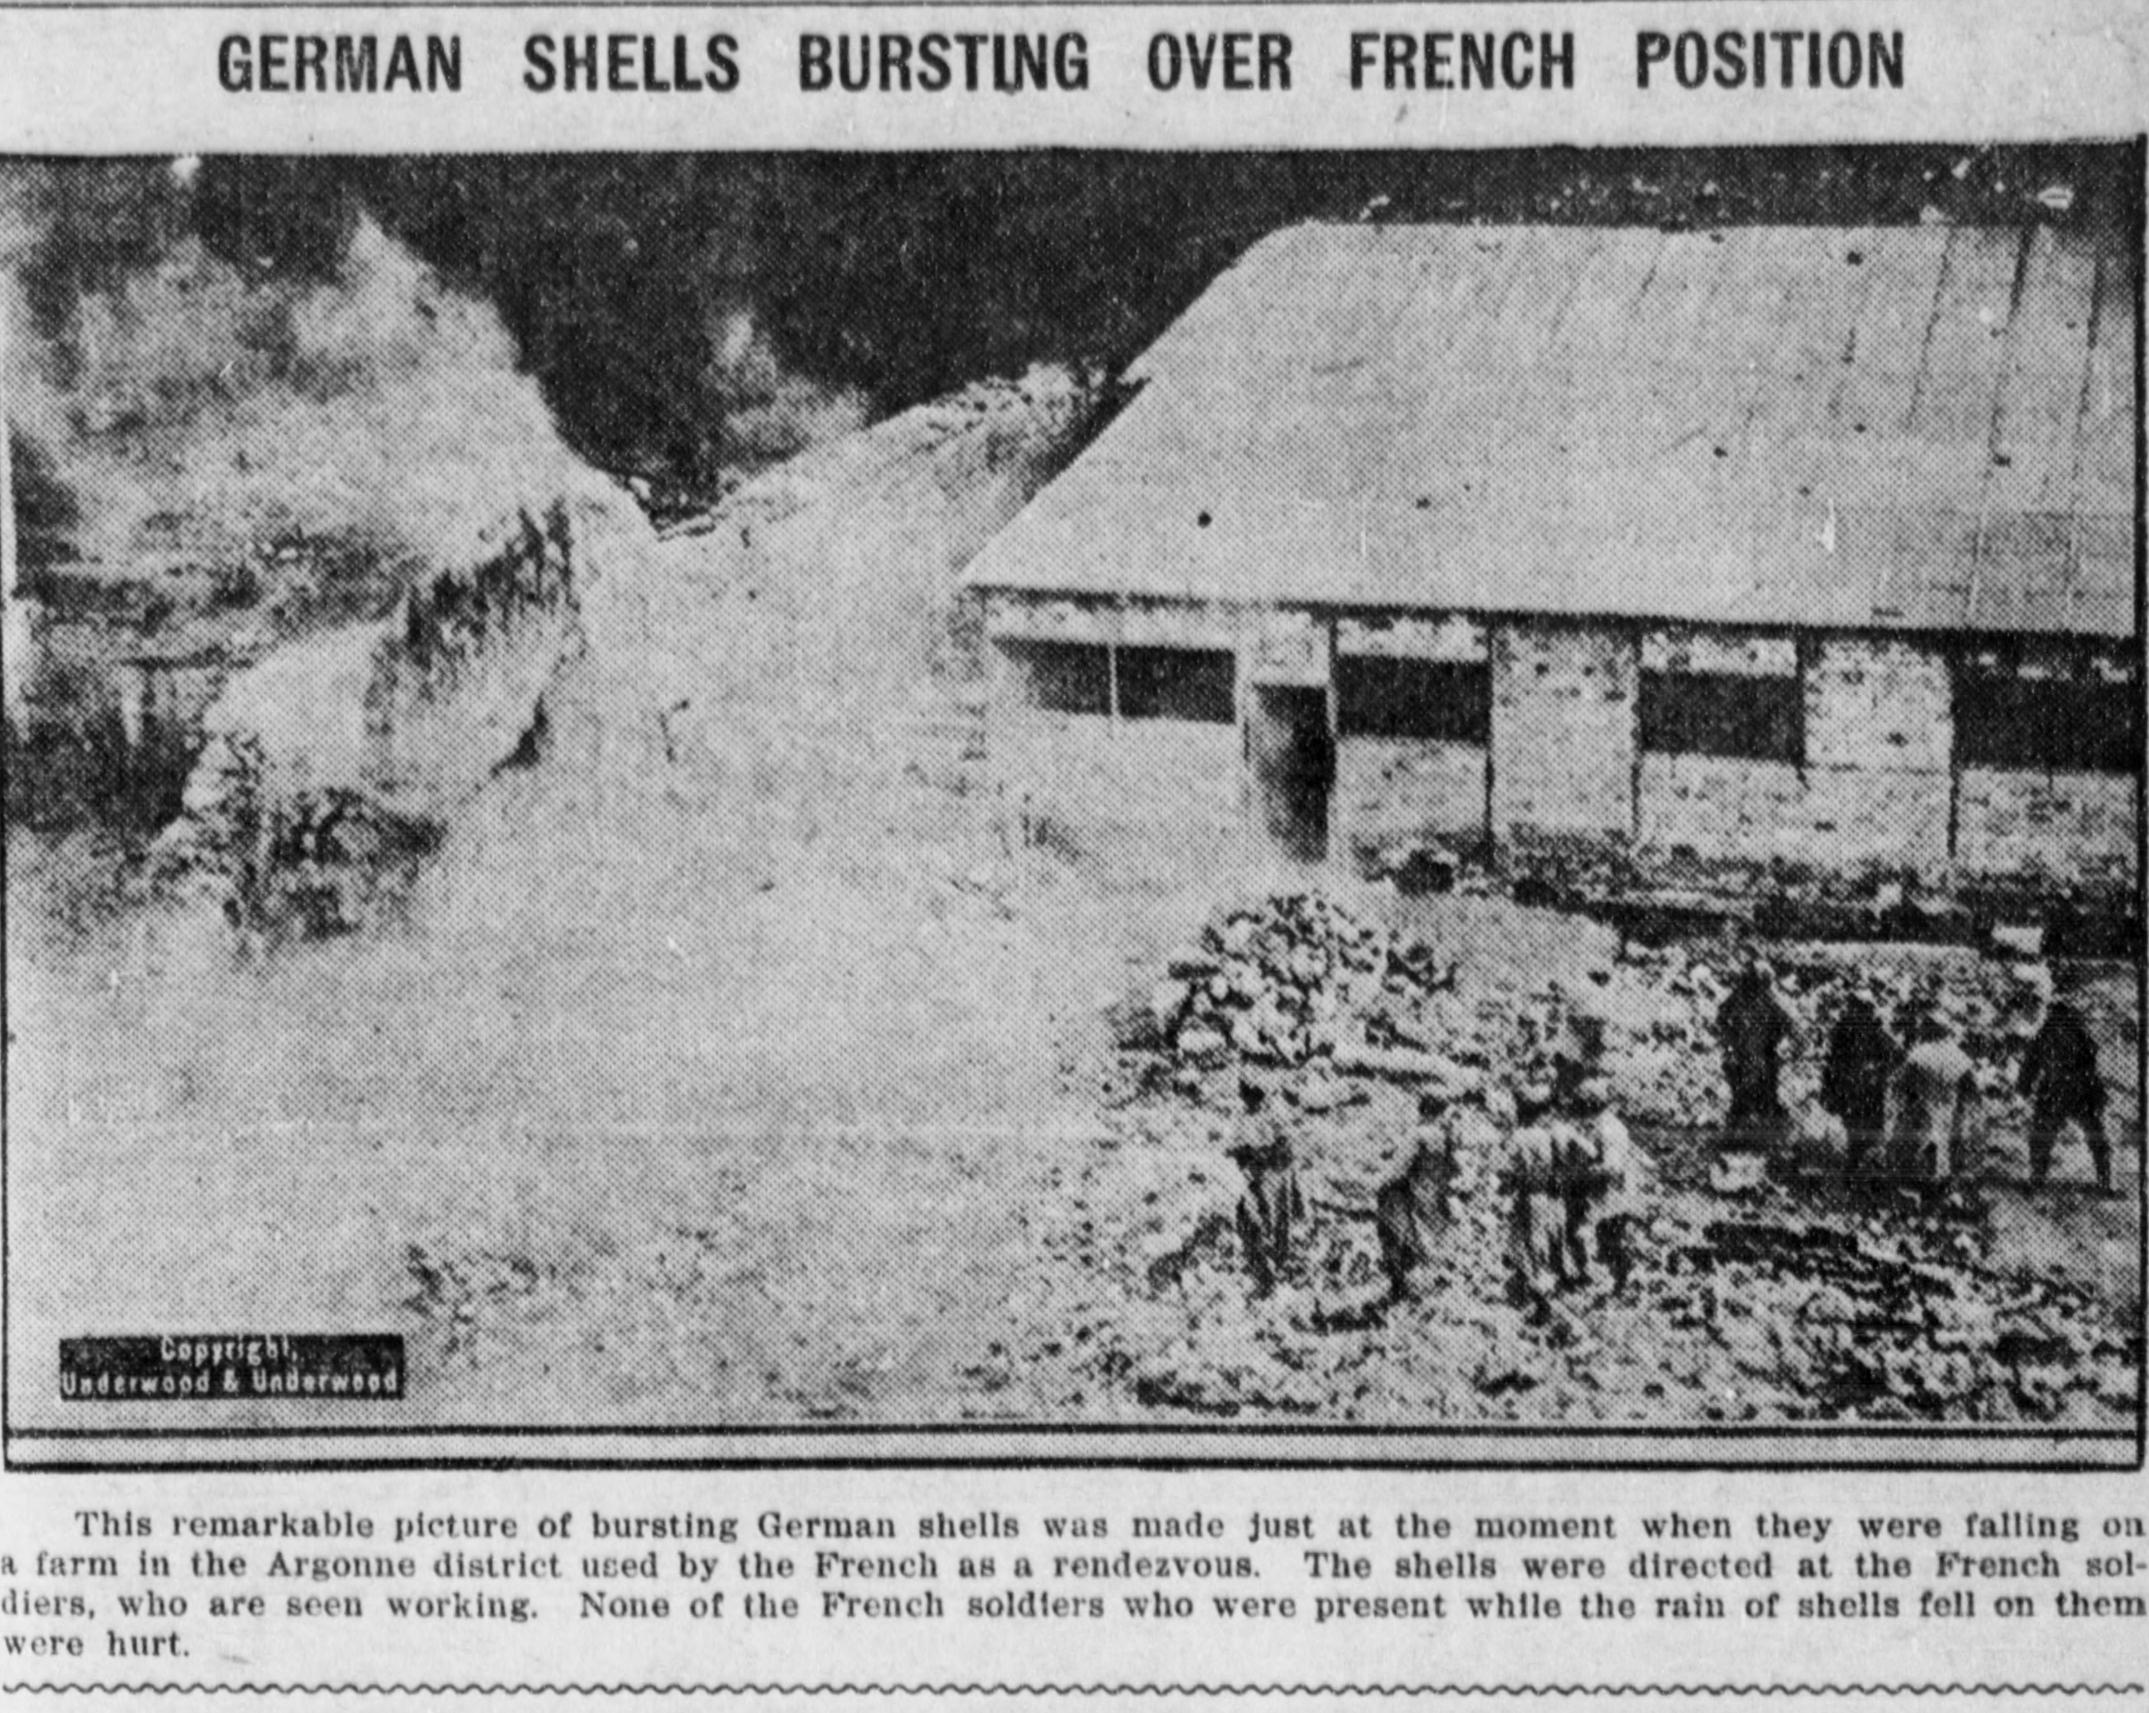 GERMAN SHELLS BURSTING OVER FRENCH POSITION
Copyright,
Underwood & Underwood
This remarkable picture of bursting German shells was made just at the moment when they were falling on
a farm in the Argonne district used by the French as a rendezvous. The shells were directed at the French sol-
diers, who are seen working. None of the French soldiers who were present while the rain of shells fell on them
were hurt.